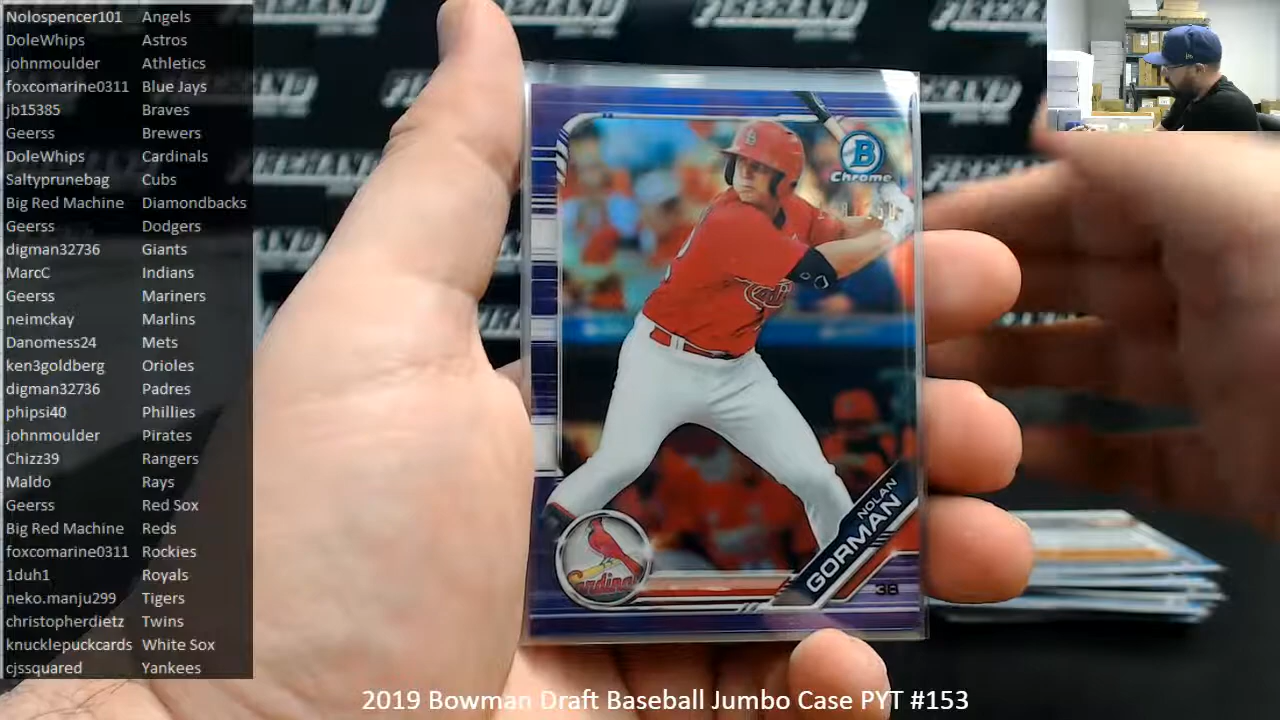 Nolospencer101 Angels
DoleWhips Astros
johnmoulder Athletics
foxcomarine0311 Blue Jays
jb15385 Braves
Geerss Brewers
DoleWhips Cardinals
Saltyprunebag Cubs
Big Red Machine Diamondbacks
Geerss Dodgers
digman32736 Giants
MarcC Indians
Geerss Mariners
neimckay Marlins
Danomess24 Mets
ken3goldberg Orioles
digman32736 Padres
phipsi40 Phillies
johnmoulder Pirates
Chizz39 Rangers
Maldo Rays
Geerss Red Sox
Big Red Machine Reds
foxcomarine0311 Rockies
1duh1 Royals
neko.manju299 Tigers
christopherdietz Twins
knucklepuckcards White Sox
cjssquared Yankees
B
Chrome
Cardinals
NOLAN
GORMAN
38
2019 Bowman Draft Baseball Jumbo Case PYT #153